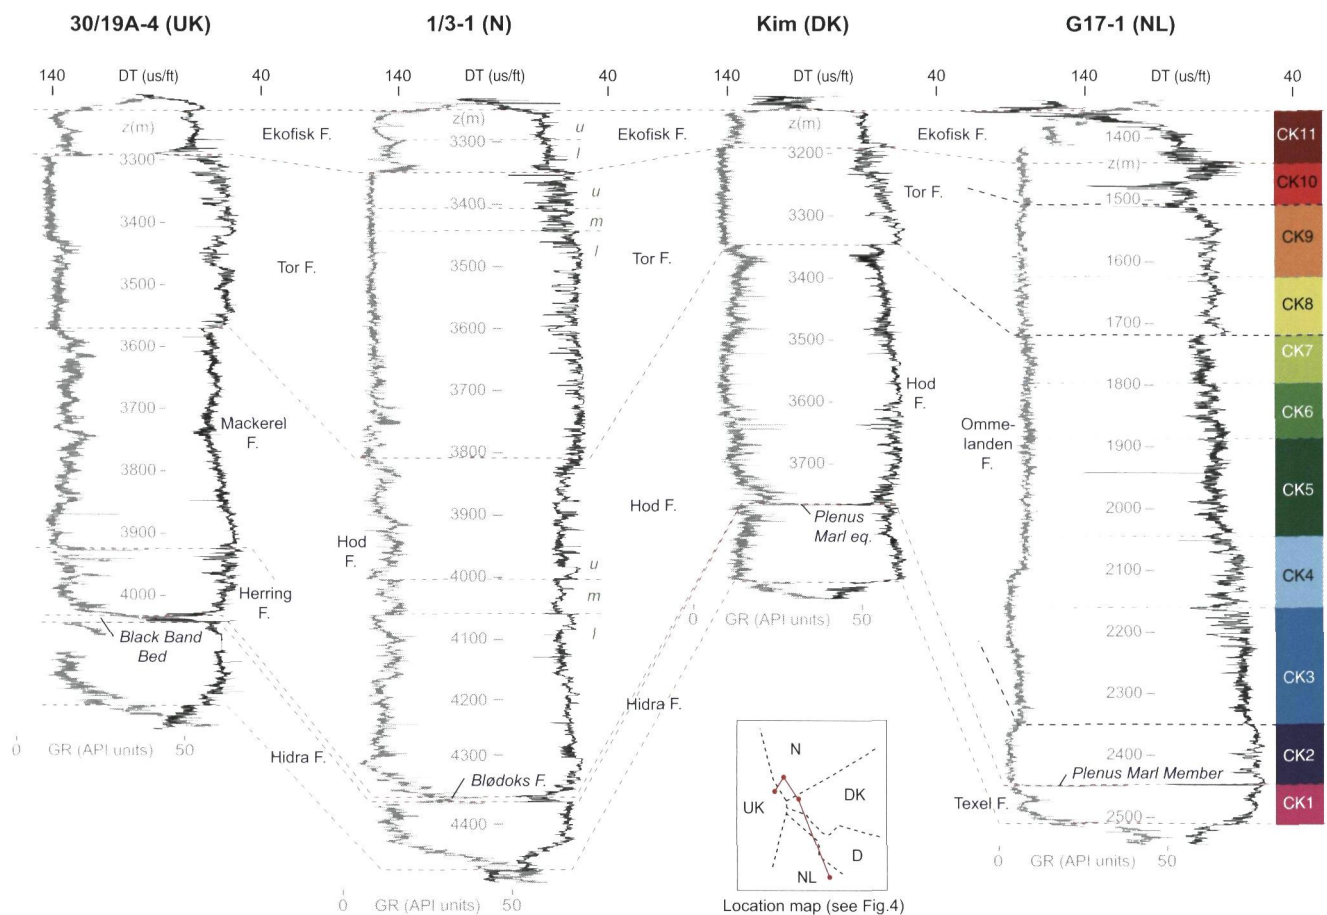 30/19A-4 (UK)
1/3-1 (N)
Kim (DK)
G17-1 (NL)
140 DT (us/ft) 40
140 DT (us/ft) 40
140 DT (us/ft) 40
140 DT (us/ft) 40
z(m)
3300
3400
3500
3600
3700
3800
3900
4000
Black Band
Bed
0 GR (API units) 50
Ekofisk F.
Tor F.
Mackerel
F.
Herring
F.
Hidra F.
z(m)
3300
3400
3500
3600
3700
3800
3900
4000
4100
4200
4300
4400
u
l
u
m
l
u
m
l
Hod
F.
Blødoks F.
0 GR (API units) 50
Ekofisk F.
Tor F.
Hod F.
Hidra F.
z(m)
3200
3300
3400
3500
3600
3700
Plenus
Marl eq.
0 GR (API units) 50
Ekofisk F.
Tor F.
Hod
F.
Omme-
landen
F.
Texel F.
1400
z(m)
1500
1600
1700
1800
1900
2000
2100
2200
2300
2400
Plenus Marl Member
2500
0 GR (API units) 50
CK11
CK10
CK9
CK8
CK7
CK6
CK5
CK4
CK3
CK2
CK1
N
UK
DK
D
NL
Location map (see Fig.4)